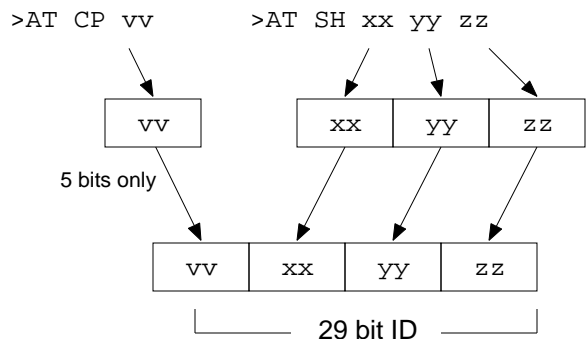 >AT CP vv >AT SH xx yy zz
vv xx yy zz
5 bits only
vv xx yy zz
29 bit ID